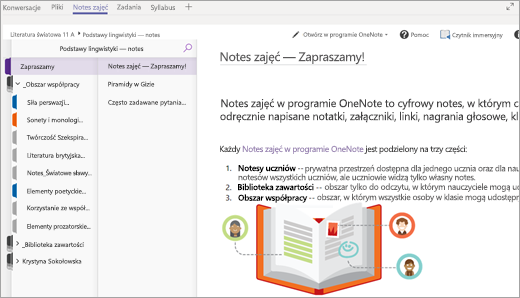 Konwersacje Pliki Notes zajęć Zadania Syllabus +
Literatura światowa 11 A Podstawy lingwistyki — notes
Otwórz w programie OneNote Pomoc Czytnik immersyjny
Podstawy lingwistyki — notes
Zapraszamy
_Obszar współpracy
Siła perswazji...
Sonety i monologi...
Twórczość Szekspira...
Literatura brytyjska...
Notes_Światowe sławy...
Elementy poetyckie...
Korzystanie ze współ...
Elementy prozatorskie...
_Biblioteka zawartości
Krystyna Sokołowska
Notes zajęć — Zapraszamy!
Piramidy w Gizie
Często zadawane pytania...
Notes zajęć — Zapraszamy!
Notes zajęć w programie OneNote to cyfrowy notes, w którym c
odręcznie napisane notatki, załączniki, linki, nagrania głosowe, kl
Każdy Notes zajęć w programie OneNote jest podzielony na trzy części:
1. Notesy uczniów -- prywatna przestrzeń dostępna dla jednego ucznia oraz dla nau
notesów wszystkich uczniów, ale uczniowie widzą tylko własny notes.
2. Biblioteka zawartości -- obszar tylko do odczytu, w którym nauczyciele mogą ud
3. Obszar współpracy -- obszar, w którym wszystkie osoby w klasie mogą udostępn